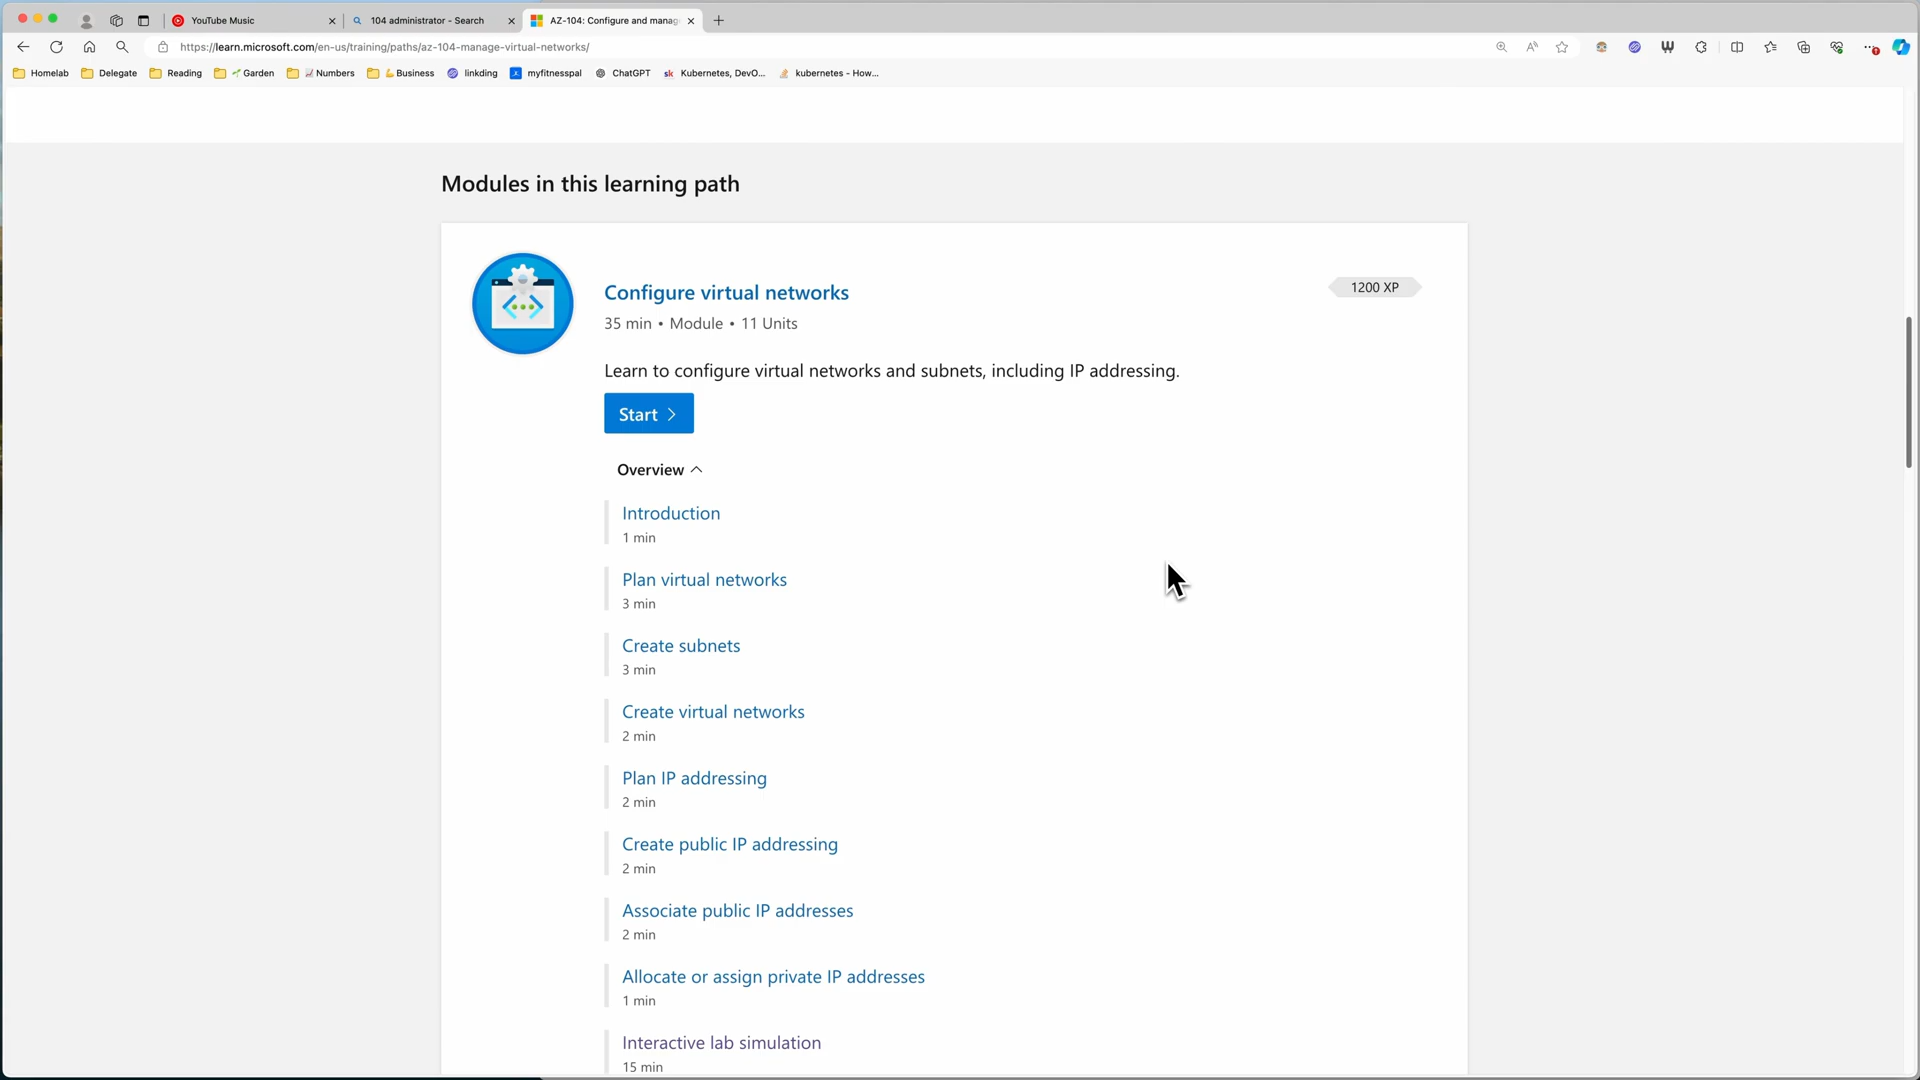 YouTube Music
104 administrator - Search
AZ-104: Configure and manag
https://learn.microsoft.com/en-us/training/paths/az-104-manage-virtual-networks/
Homelab
Delegate
Reading
Garden
Numbers
Business
linkding
myfitnesspal
ChatGPT
sk Kubernetes, DevO...
kubernetes - How...
Modules in this learning path
Configure virtual networks
1200 XP
35 min • Module • 11 Units
Learn to configure virtual networks and subnets, including IP addressing.
Start
Overview
Introduction
1 min
Plan virtual networks
3 min
Create subnets
3 min
Create virtual networks
2 min
Plan IP addressing
2 min
Create public IP addressing
2 min
Associate public IP addresses
2 min
Allocate or assign private IP addresses
1 min
Interactive lab simulation
15 min